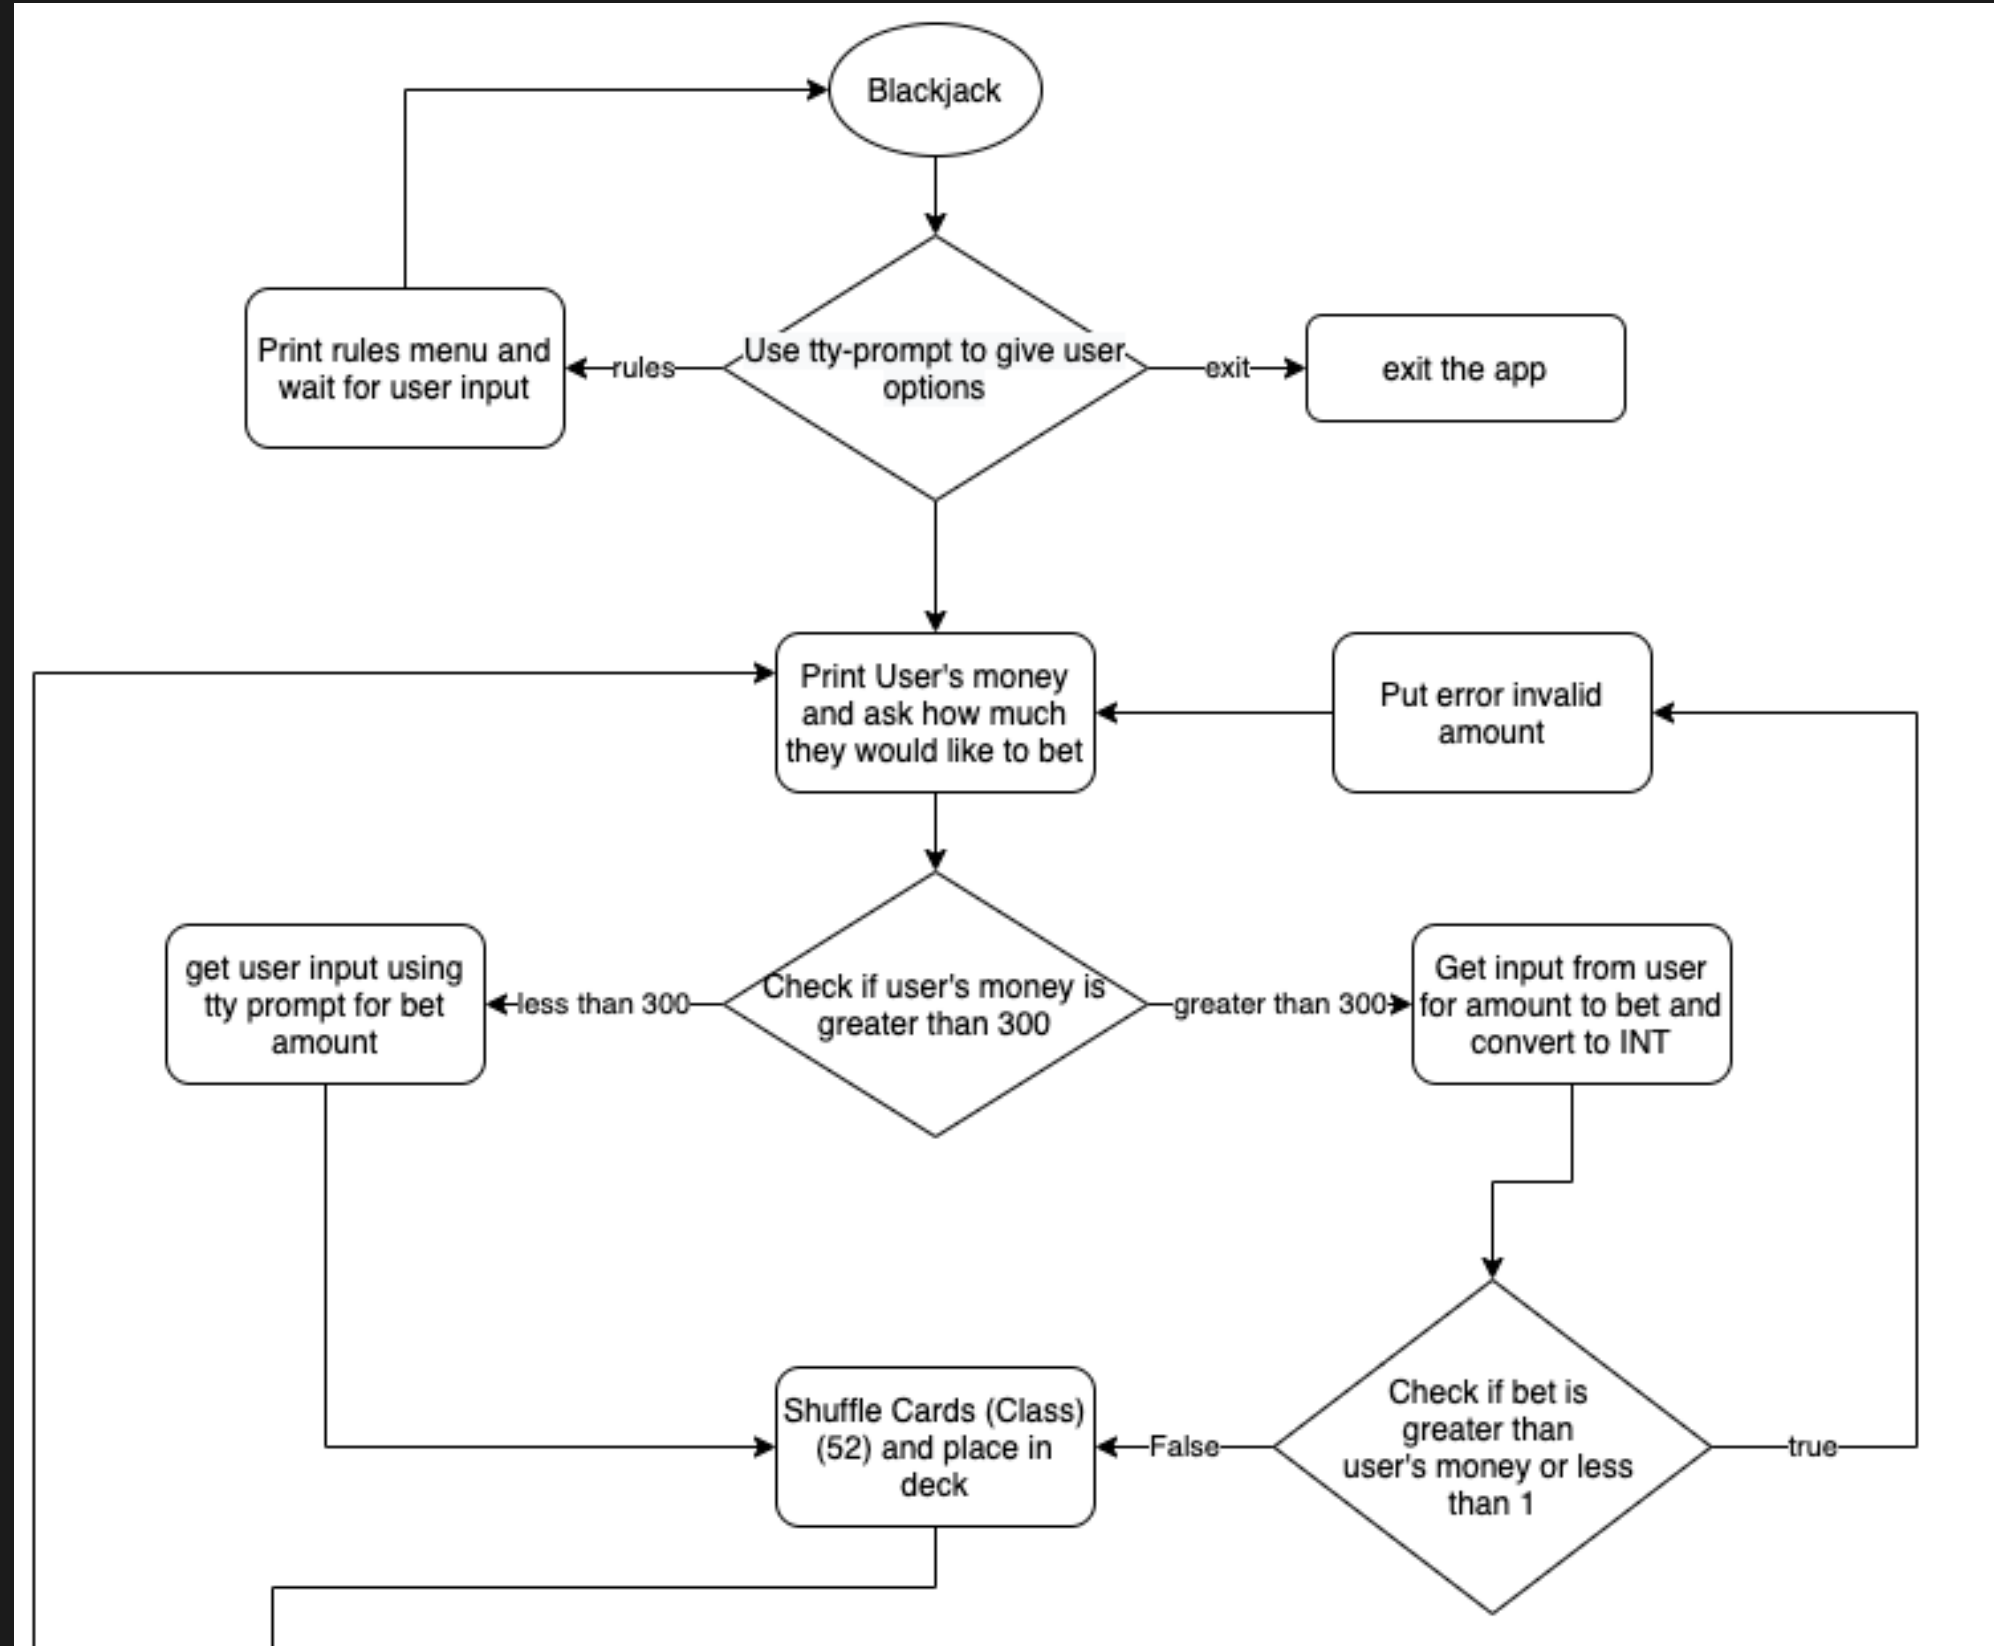 Blackjack
Print rules menu and
wait for user input
rules
Use tty-prompt to give user
options
exit
exit the app
Print User's money
and ask how much
they would like to bet
Put error invalid
amount
get user input using
tty prompt for bet
amount
less than 300
Check if user's money is
greater than 300
greater than 300
Get input from user
for amount to bet and
convert to INT
Shuffle Cards (Class)
(52) and place in
deck
False
Check if bet is
greater than
user's money or less
than 1
true